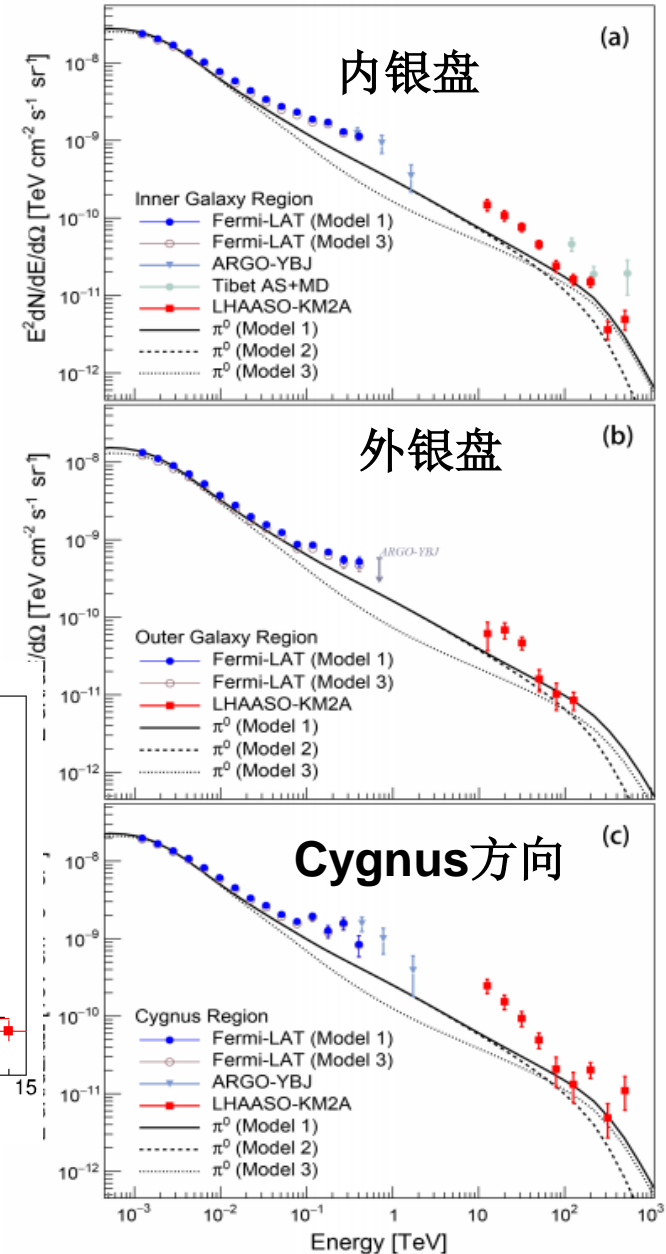 (a)
内银盘
10⁻⁸
10⁻⁹
10⁻¹⁰
10⁻¹¹
10⁻¹²
E²dN/dE/dΩ [TeV cm⁻² s⁻¹ sr⁻¹]
Inner Galaxy Region
Fermi-LAT (Model 1)
Fermi-LAT (Model 3)
ARGO-YBJ
Tibet AS+MD
LHAASO-KM2A
π⁰ (Model 1)
π⁰ (Model 2)
π⁰ (Model 3)
(b)
外银盘
10⁻⁸
10⁻⁹
10⁻¹⁰
10⁻¹¹
10⁻¹²
/dΩ [TeV cm⁻² s⁻¹ sr⁻¹]
ARGO-YBJ
Outer Galaxy Region
Fermi-LAT (Model 1)
Fermi-LAT (Model 3)
LHAASO-KM2A
π⁰ (Model 1)
π⁰ (Model 2)
π⁰ (Model 3)
(c)
Cygnus方向
10⁻⁸
10⁻⁹
10⁻¹⁰
10⁻¹¹
10⁻¹²
15
Cygnus Region
Fermi-LAT (Model 1)
Fermi-LAT (Model 3)
ARGO-YBJ
LHAASO-KM2A
π⁰ (Model 1)
π⁰ (Model 2)
π⁰ (Model 3)
10⁻³ 10⁻² 10⁻¹ 1 10 10² 10³
Energy [TeV]